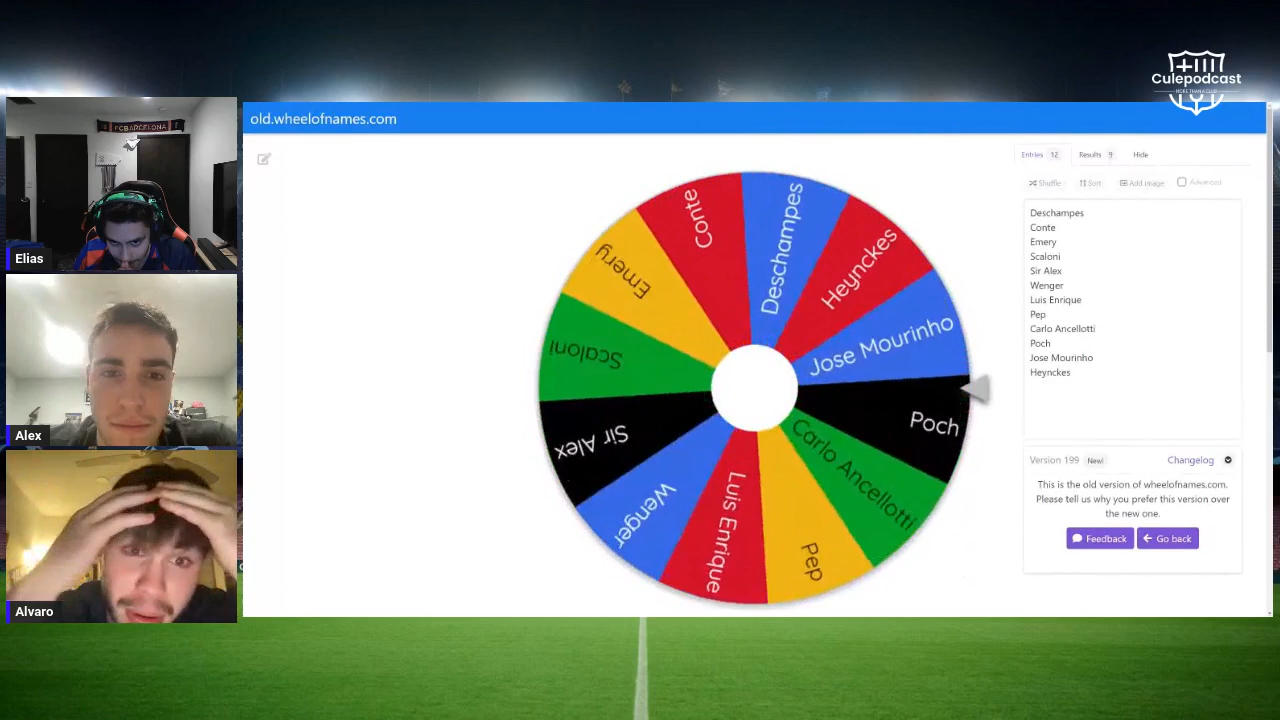 Culepodcast
MORE THAN A CLUB
old.wheelofnames.com
FCBARCELONA
Elias
Alex
Alvaro
Conte
Deschampes
Heynckes
Jose Mourinho
Poch
Carlo Ancellotti
Pep
Luis Enrique
Wenger
Sir Alex
Scaloni
Emery
Entries 12 Results 9 Hide
Shuffle Sort Add image Advanced
Deschampes
Conte
Emery
Scaloni
Sir Alex
Wenger
Luis Enrique
Pep
Carlo Ancellotti
Poch
Jose Mourinho
Heynckes
Version 199 New! Changelog
This is the old version of wheelofnames.com.
Please tell us why you prefer this version over
the new one.
Feedback Go back